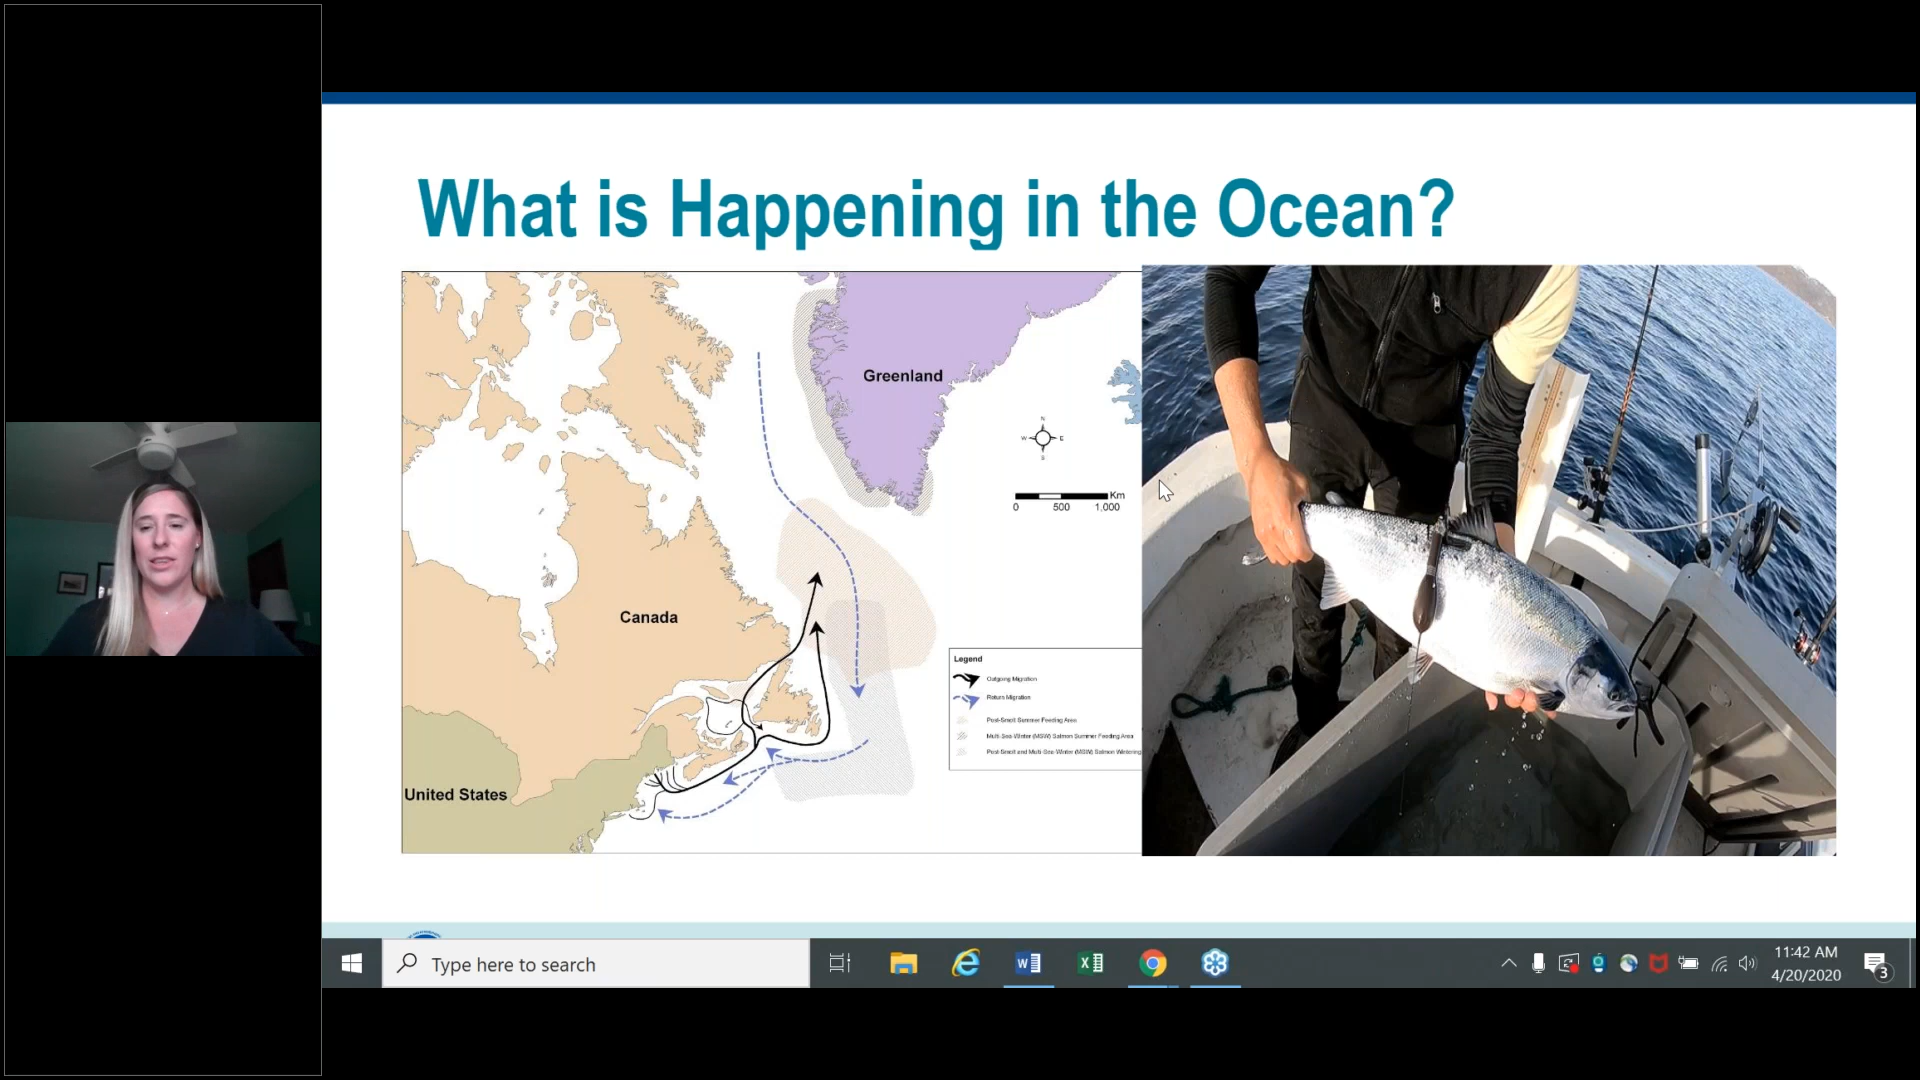 What is Happening in the Ocean?
Greenland
N
W E
S
Km
0 500 1,000
Canada
Legend
Outgoing Migration
Return Migration
Post-Smolt Summer Feeding Area
Multi-Sea-Winter (MSW) Salmon Summer Feeding Area
Post-Smolt and Multi-Sea-Winter (MSW) Salmon Wintering
United States
Type here to search
11:42 AM
4/20/2020
3